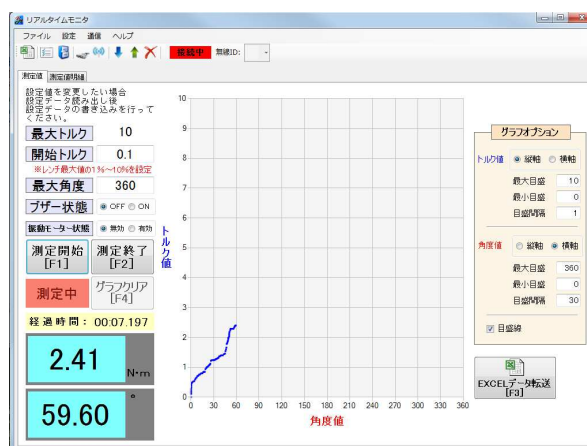 リアルタイムモニタ
ファイル 設定 通信 ヘルプ
接続中 無線ID: -
測定値 測定値明細
設定値を変更したい場合
設定データ読み出し後
設定データの書き込みを行って
ください。
最大トルク 10
開始トルク 0.1
※レンチ最大値の1%~10%を設定
最大角度 360
ブザー状態 OFF ON
振動モーター状態 無効 有効
測定開始
[F1]
測定終了
[F2]
測定中
グラフクリア
[F4]
経過時間: 00:07.197
2.41 N・m
59.60 °
トルク値
10
9
8
7
6
5
4
3
2
1
0
0 30 60 90 120 150 180 210 240 270 300 330 360
角度値
グラフオプション
トルク値 縦軸 横軸
最大目盛 10
最小目盛 0
目盛間隔 1
角度値 縦軸 横軸
最大目盛 360
最小目盛 0
目盛間隔 30
目盛線
EXCELデータ転送
[F3]